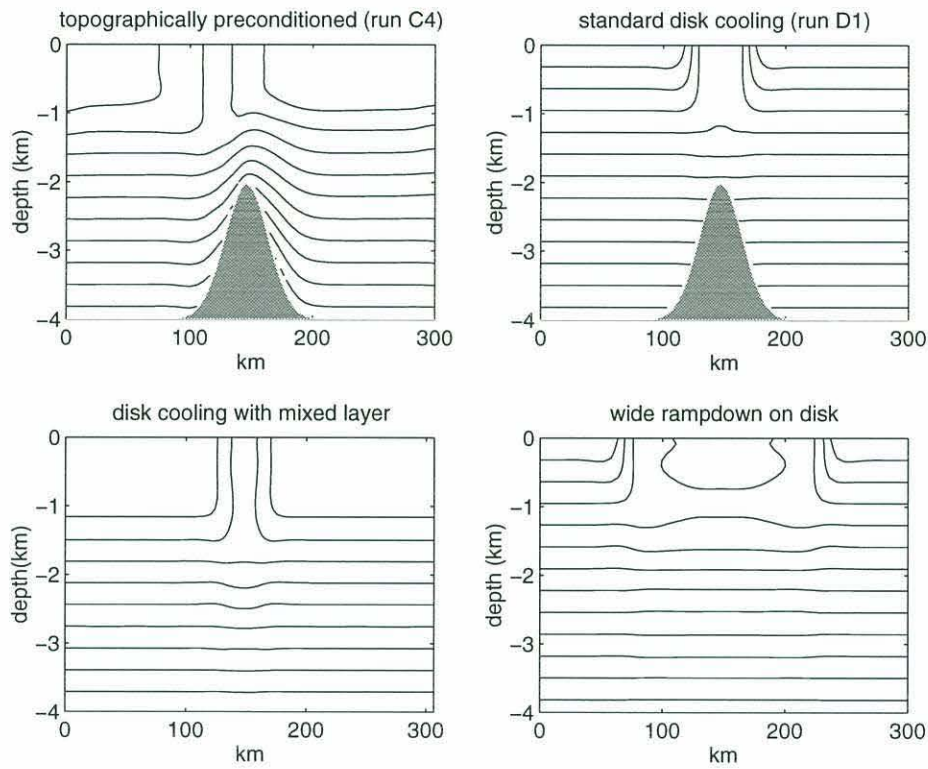 topographically preconditioned (run C4)
0
−1
−2
−3
−4
depth (km)
0 100 200 300
km
standard disk cooling (run D1)
0
−1
−2
−3
−4
depth (km)
0 100 200 300
km
disk cooling with mixed layer
0
−1
−2
−3
−4
depth(km)
0 100 200 300
km
wide rampdown on disk
0
−1
−2
−3
−4
depth (km)
0 100 200 300
km